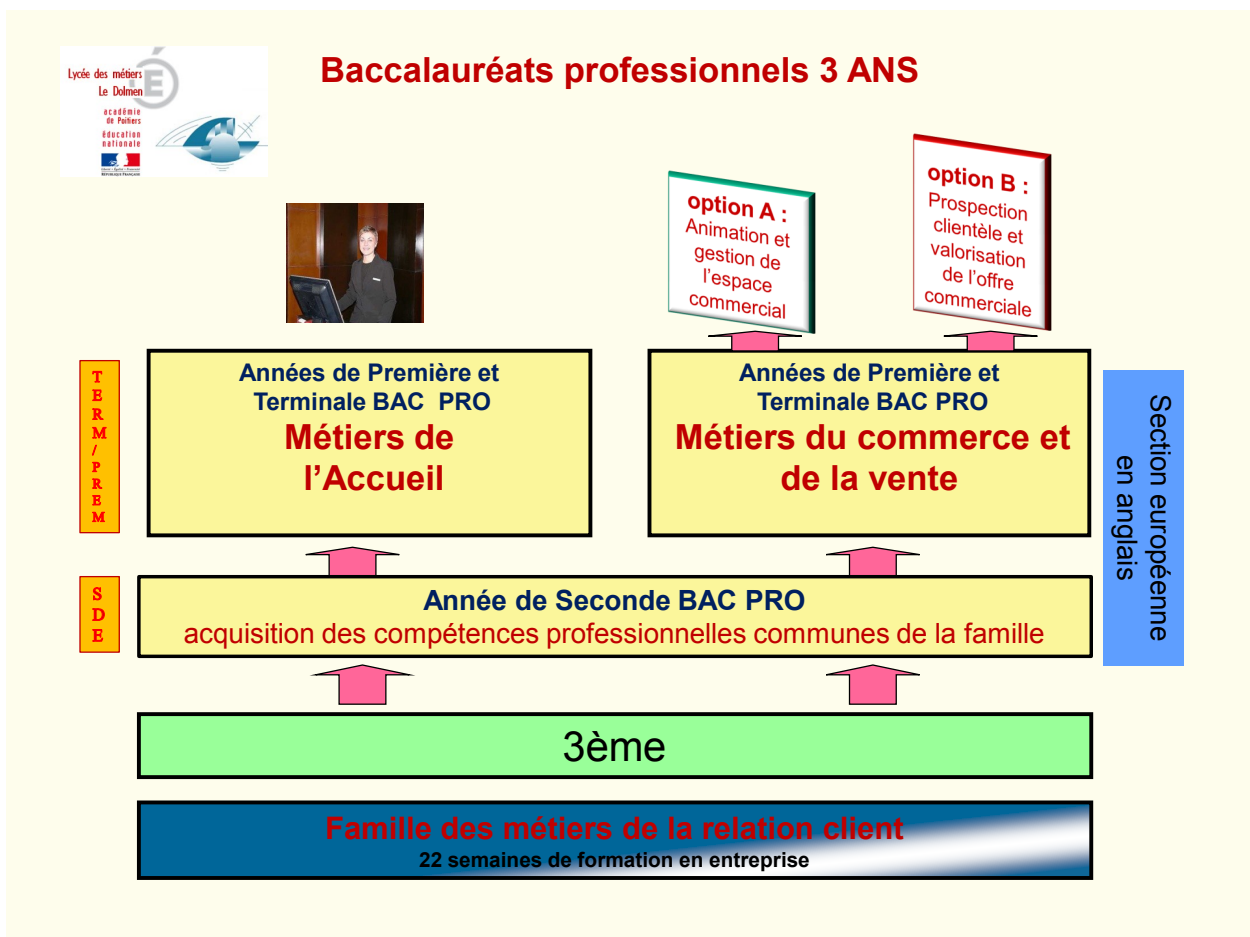 Lycée des métiers
Le Dolmen
académie
de Poitiers
éducation
nationale
RÉPUBLIQUE FRANÇAISE
Baccalauréats professionnels 3 ANS
option A :
Animation et
gestion de
l'espace
commercial
option B :
Prospection
clientèle et
valorisation
de l'offre
commerciale
TERM/PREM
Années de Première et
Terminale BAC PRO
Métiers de
l'Accueil
Années de Première et
Terminale BAC PRO
Métiers du commerce et
de la vente
Section européenne
en anglais
SDE
Année de Seconde BAC PRO
acquisition des compétences professionnelles communes de la famille
3ème
Famille des métiers de la relation client
22 semaines de formation en entreprise